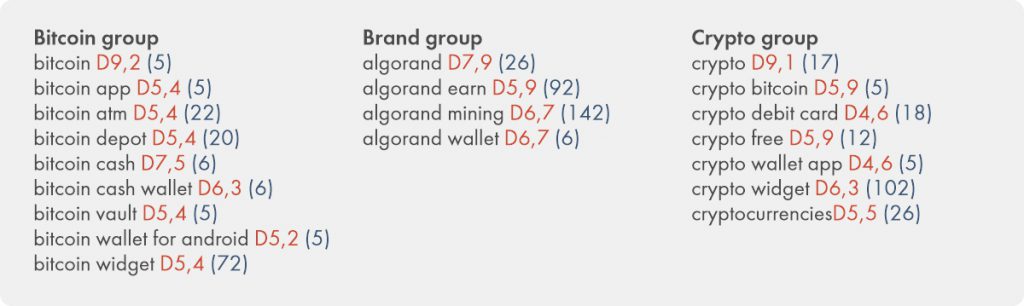 Bitcoin group
bitcoin D9,2 (5)
bitcoin app D5,4 (5)
bitcoin atm D5,4 (22)
bitcoin depot D5,4 (20)
bitcoin cash D7,5 (6)
bitcoin cash wallet D6,3 (6)
bitcoin vault D5,4 (5)
bitcoin wallet for android D5,2 (5)
bitcoin widget D5,4 (72)
Brand group
algorand D7,9 (26)
algorand earn D5,9 (92)
algorand mining D6,7 (142)
algorand wallet D6,7 (6)
Crypto group
crypto D9,1 (17)
crypto bitcoin D5,9 (5)
crypto debit card D4,6 (18)
crypto free D5,9 (12)
crypto wallet app D4,6 (5)
crypto widget D6,3 (102)
cryptocurrenciesD5,5 (26)